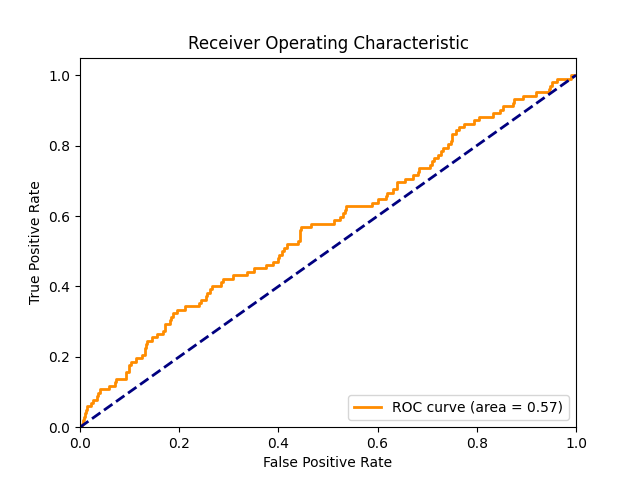 Receiver Operating Characteristic
1.0
0.8
0.6
0.4
0.2
0.0
True Positive Rate
ROC curve (area = 0.57)
0.0 0.2 0.4 0.6 0.8 1.0
False Positive Rate